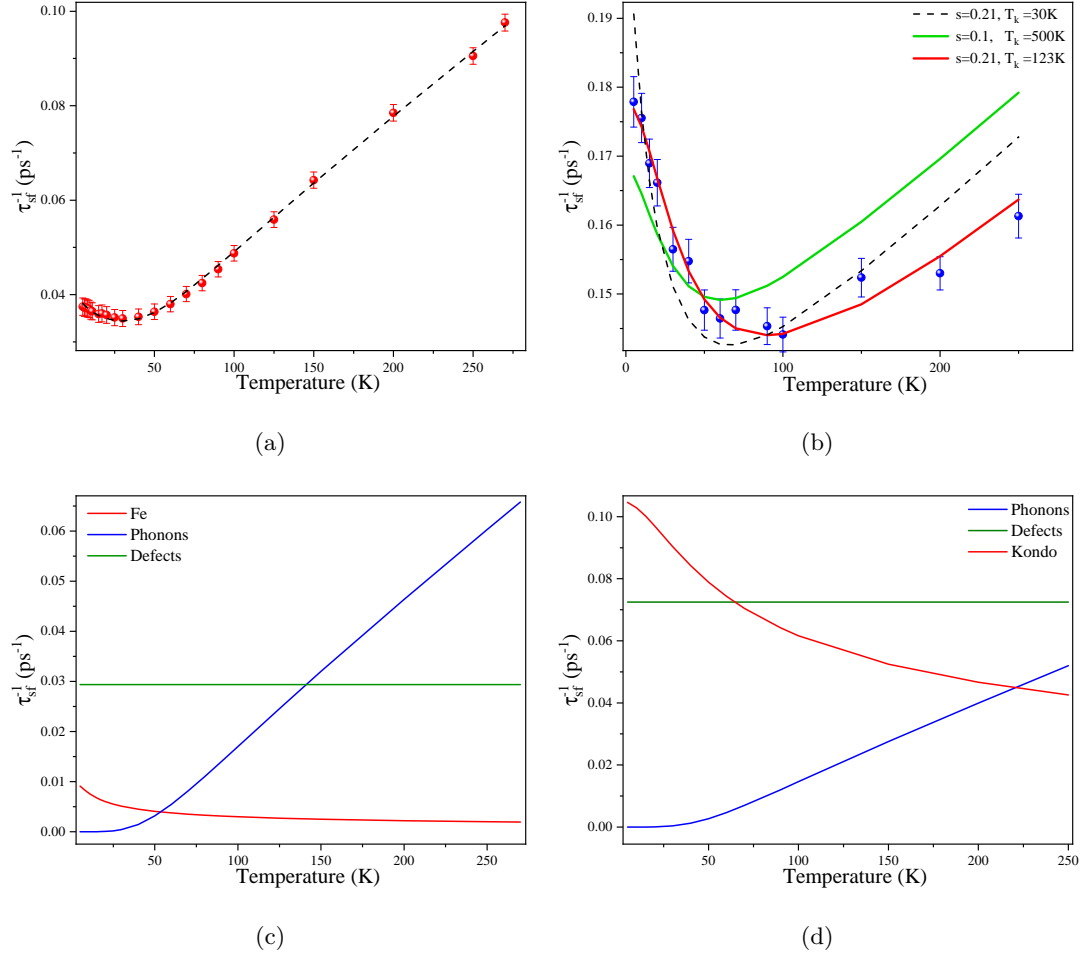 0.10
0.08
0.06
0.04
τ_sf^-1 (ps^-1)
50 100 150 200 250
Temperature (K)
(a)
0.19
0.18
0.17
0.16
0.15
τ_sf^-1 (ps^-1)
s=0.21, T_k =30K
s=0.1, T_k =500K
s=0.21, T_k =123K
0 100 200
Temperature (K)
(b)
0.06
0.05
0.04
0.03
0.02
0.01
0.00
τ_sf^-1 (ps^-1)
Fe
Phonons
Defects
50 100 150 200 250
Temperature (K)
(c)
0.10
0.08
0.06
0.04
0.02
0.00
τ_sf^-1 (ps^-1)
Phonons
Defects
Kondo
50 100 150 200 250
Temperature (K)
(d)